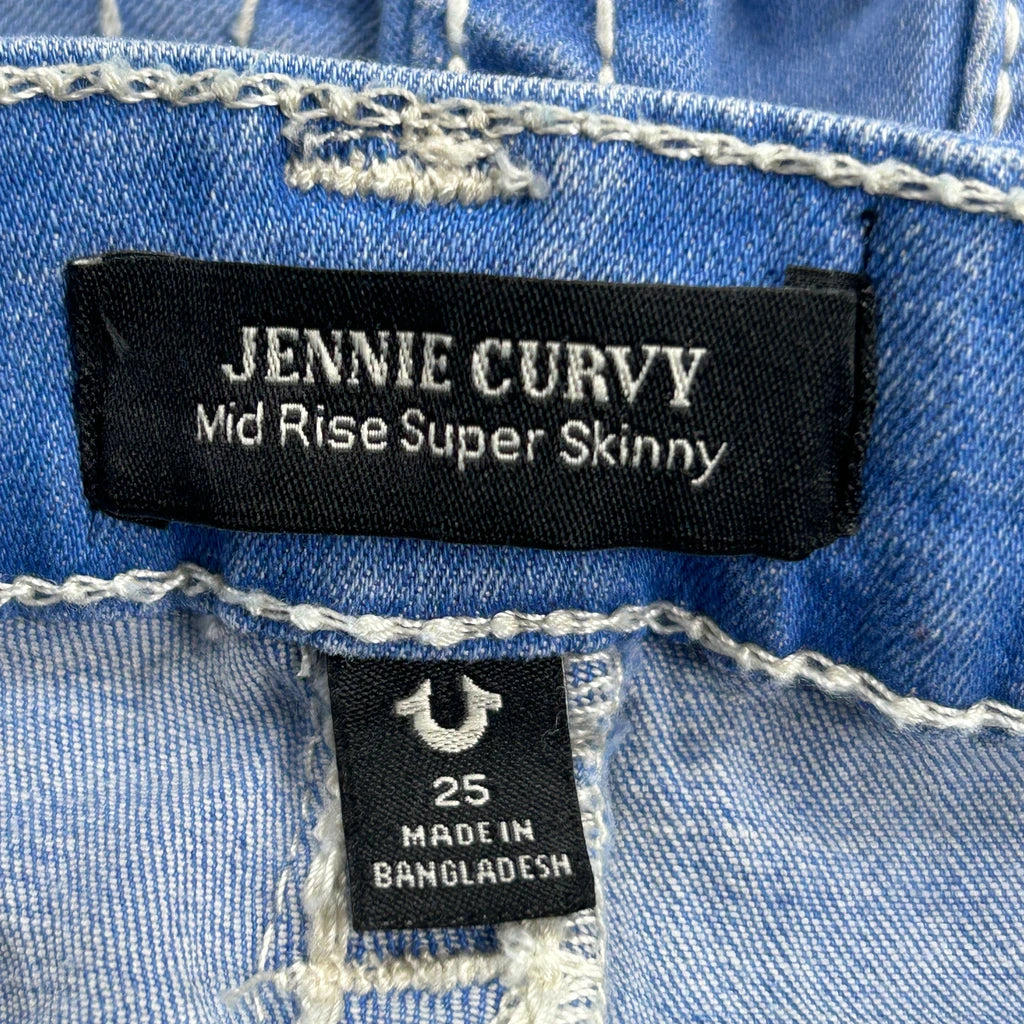 JENNIE CURVY
Mid Rise Super Skinny
25
MADE IN
BANGLADESH